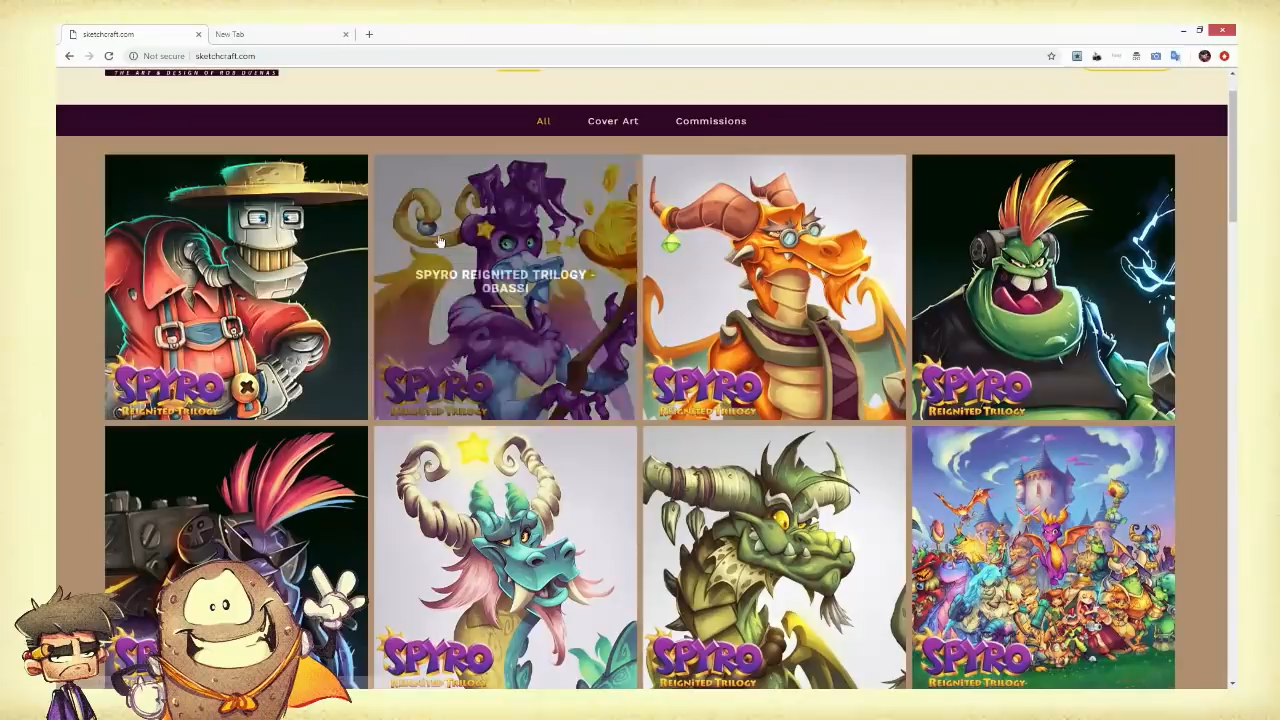 sketchcraft.com
New Tab
Not secure
sketchcraft.com
THE ART & DESIGN OF ROB DUENAS
All
Cover Art
Commissions
SPYRO REIGNITED TRILOGY -
OBASSI
SPYRO
REIGNITED TRILOGY
SPYRO
REIGNITED TRILOGY
SPYRO
REIGNITED TRILOGY
SPYRO
REIGNITED TRILOGY
SP
SPYRO
REIGNITED TRILOGY
SPYRO
REIGNITED TRILOGY
SPYRO
REIGNITED TRILOGY